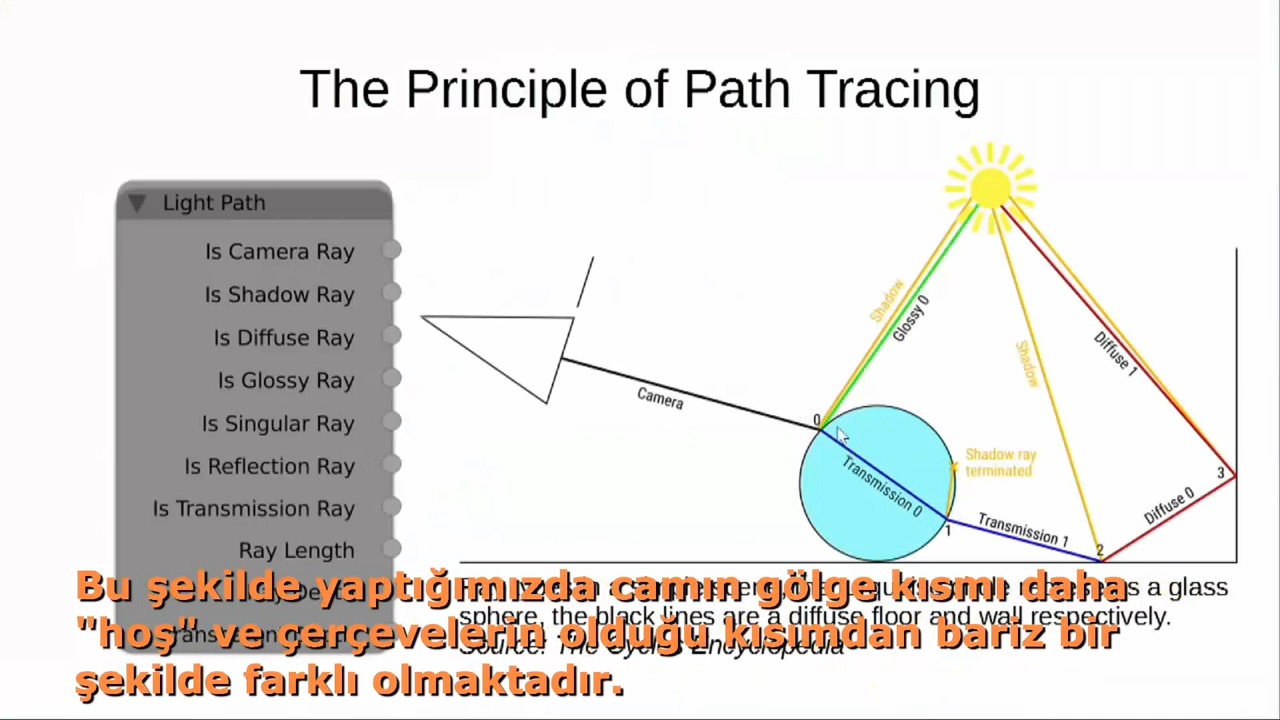 The Principle of Path Tracing
Light Path
Is Camera Ray
Is Shadow Ray
Is Diffuse Ray
Is Glossy Ray
Is Singular Ray
Is Reflection Ray
Is Transmission Ray
Ray Length
Shadow
Glossy 0
Camera
0
Transmission 0
Shadow ray
terminated
1
Transmission 1
Shadow
2
Diffuse 0
3
Diffuse 1
a glass
sphere, the black lines are a diffuse floor and wall respectively.
Source: The Cycles Encyclopedia
Bu şekilde yaptığımızda camın gölge kısmı daha
"hoş" ve çerçevelerin olduğu kısımdan bariz bir
şekilde farklı olmaktadır.